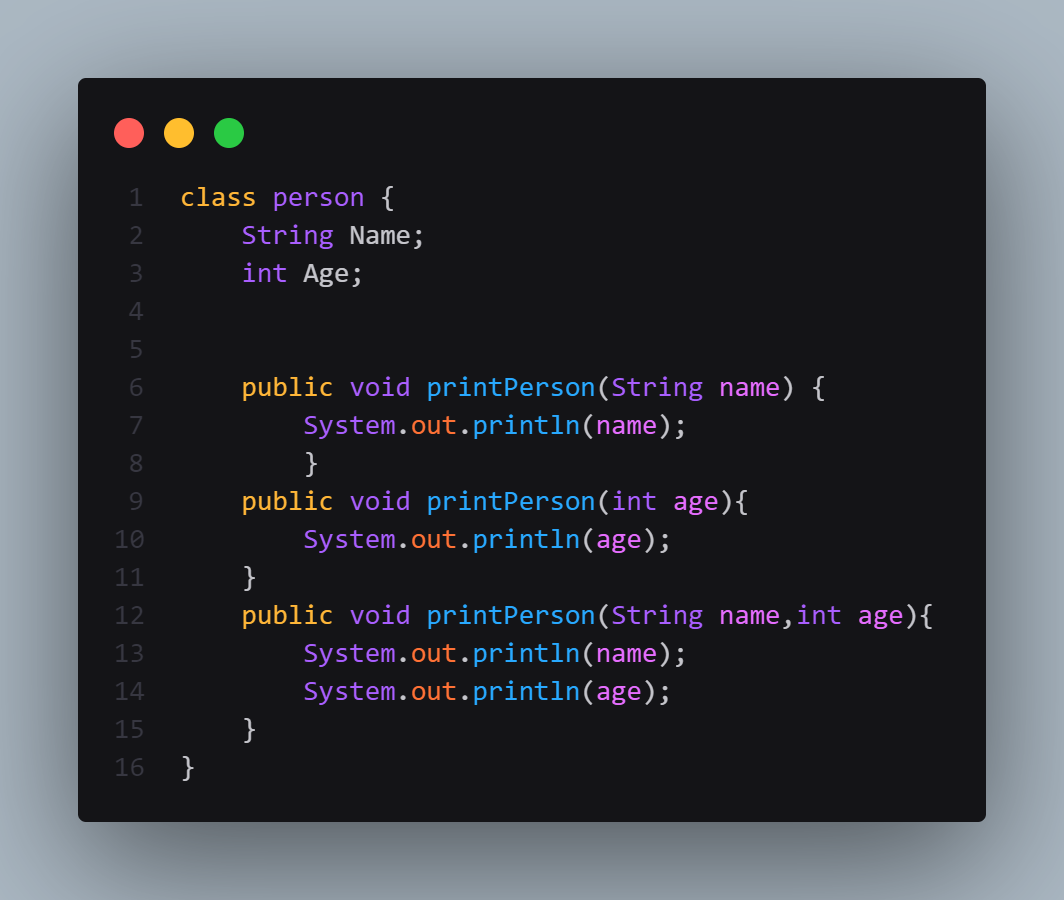 1 class person {
2     String Name;
3     int Age;
4
5
6     public void printPerson(String name) {
7         System.out.println(name);
8         }
9     public void printPerson(int age){
10         System.out.println(age);
11     }
12     public void printPerson(String name,int age){
13         System.out.println(name);
14         System.out.println(age);
15     }
16 }